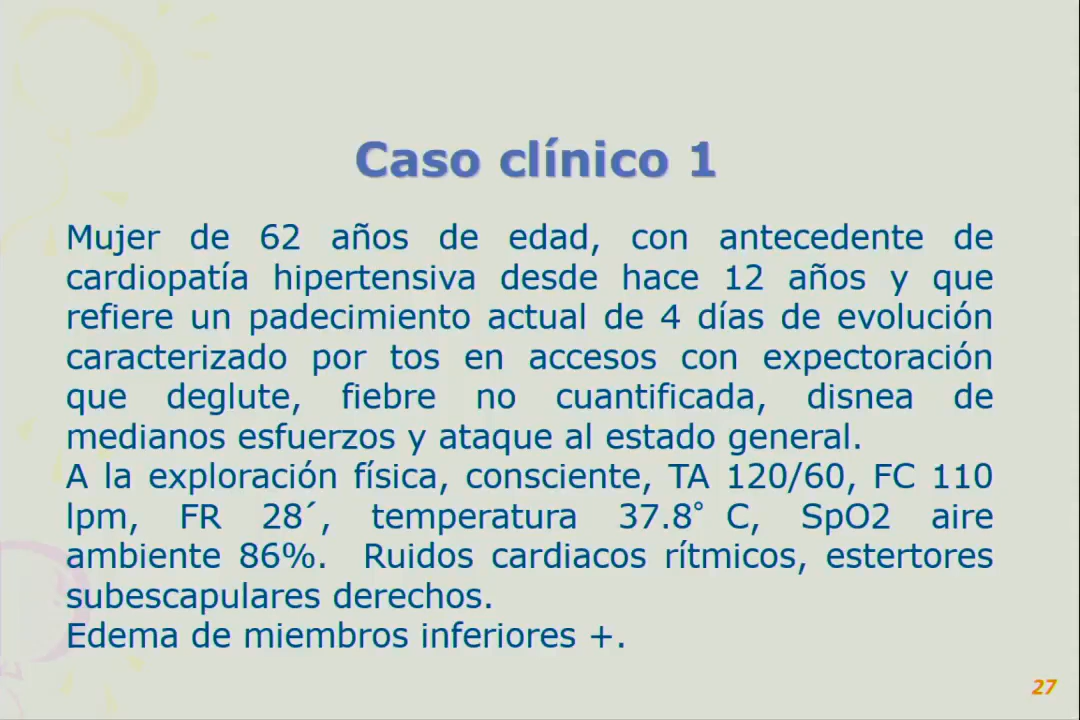 Caso clínico 1
Mujer de 62 años de edad, con antecedente de
cardiopatía hipertensiva desde hace 12 años y que
refiere un padecimiento actual de 4 días de evolución
caracterizado por tos en accesos con expectoración
que deglute, fiebre no cuantificada, disnea de
medianos esfuerzos y ataque al estado general.
A la exploración física, consciente, TA 120/60, FC 110
lpm, FR 28´, temperatura 37.8° C, SpO2 aire
ambiente 86%. Ruidos cardiacos rítmicos, estertores
subescapulares derechos.
Edema de miembros inferiores +.
27